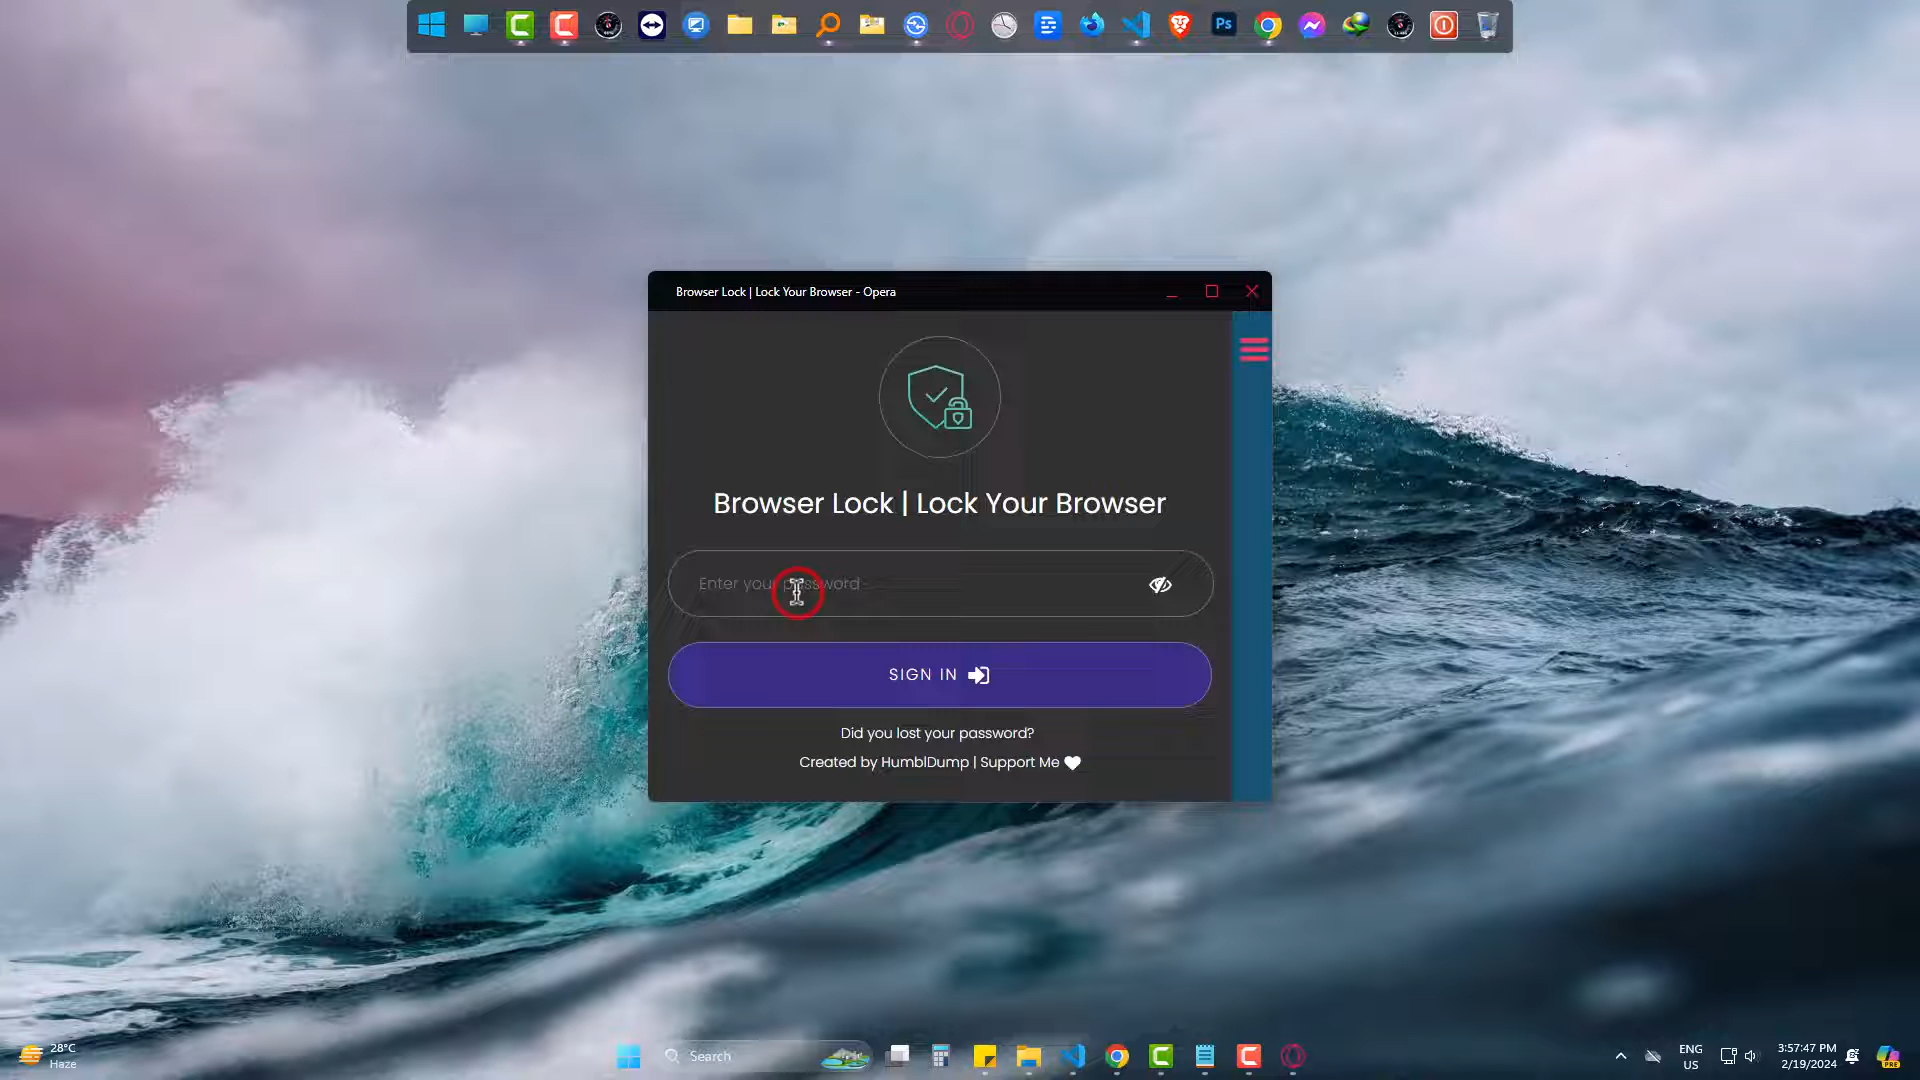 Ps
Browser Lock | Lock Your Browser - Opera
Browser Lock | Lock Your Browser
Enter your password
SIGN IN
Did you lost your password?
Created by HumblDump | Support Me
28°C
Haze
Search
ENG
US
3:57:47 PM
2/19/2024
PRE